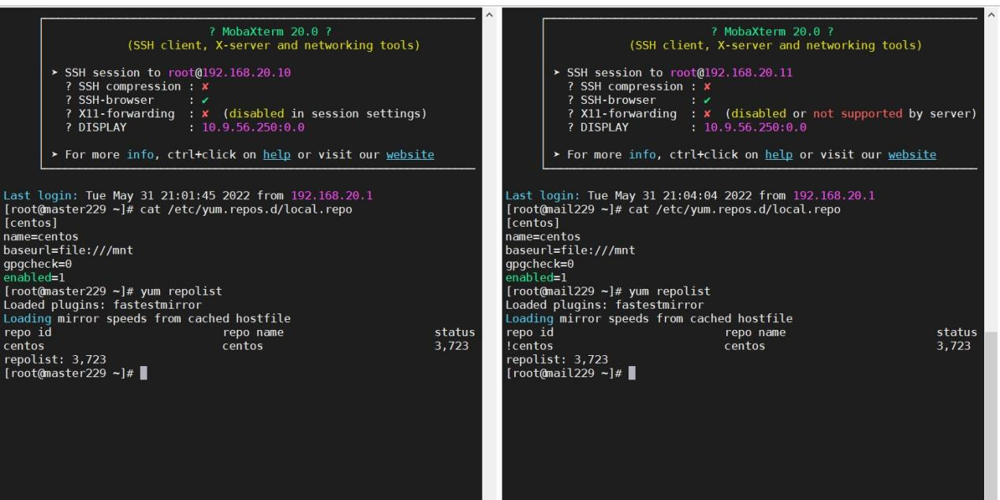 ? MobaXterm 20.0 ?
(SSH client, X-server and networking tools)
➤ SSH session to root@192.168.20.10
? SSH compression : ✘
? SSH-browser     : ✔
? X11-forwarding  : ✘  (disabled in session settings)
? DISPLAY         : 10.9.56.250:0.0
➤ For more info, ctrl+click on help or visit our website
Last login: Tue May 31 21:01:45 2022 from 192.168.20.1
[root@master229 ~]# cat /etc/yum.repos.d/local.repo
[centos]
name=centos
baseurl=file:///mnt
gpgcheck=0
enabled=1
[root@master229 ~]# yum repolist
Loaded plugins: fastestmirror
Loading mirror speeds from cached hostfile
repo id                         repo name                       status
centos                          centos                          3,723
repolist: 3,723
[root@master229 ~]#
? MobaXterm 20.0 ?
(SSH client, X-server and networking tools)
➤ SSH session to root@192.168.20.11
? SSH compression : ✘
? SSH-browser     : ✔
? X11-forwarding  : ✘  (disabled or not supported by server)
? DISPLAY         : 10.9.56.250:0.0
➤ For more info, ctrl+click on help or visit our website
Last login: Tue May 31 21:04:04 2022 from 192.168.20.1
[root@mail229 ~]# cat /etc/yum.repos.d/local.repo
[centos]
name=centos
baseurl=file:///mnt
gpgcheck=0
enabled=1
[root@mail229 ~]# yum repolist
Loaded plugins: fastestmirror
Loading mirror speeds from cached hostfile
repo id                         repo name                       status
!centos                         centos                          3,723
repolist: 3,723
[root@mail229 ~]#